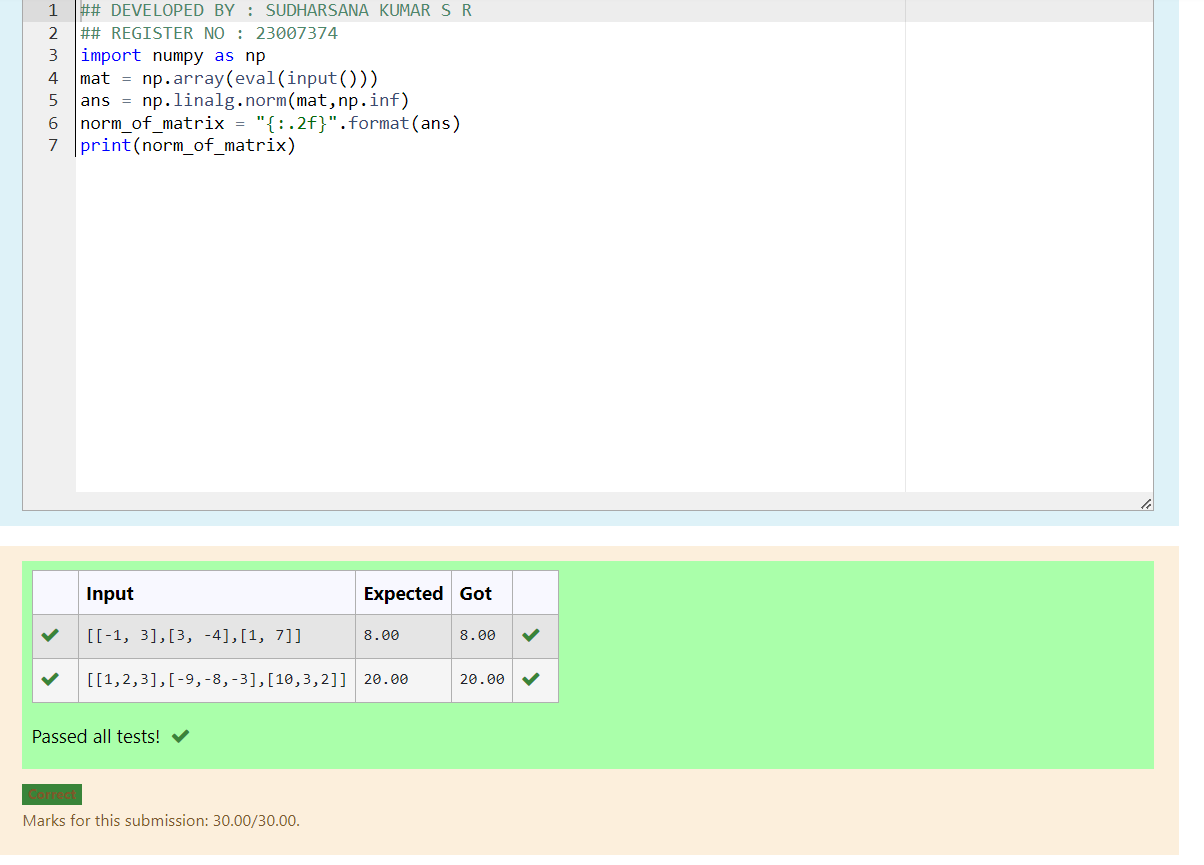 1 ## DEVELOPED BY : SUDHARSANA KUMAR S R
2 ## REGISTER NO : 23007374
3 import numpy as np
4 mat = np.array(eval(input()))
5 ans = np.linalg.norm(mat,np.inf)
6 norm_of_matrix = "{:.2f}".format(ans)
7 print(norm_of_matrix)
Input Expected Got
[[-1, 3],[3, -4],[1, 7]] 8.00 8.00
[[1,2,3],[-9,-8,-3],[10,3,2]] 20.00 20.00
Passed all tests!
Correct
Marks for this submission: 30.00/30.00.